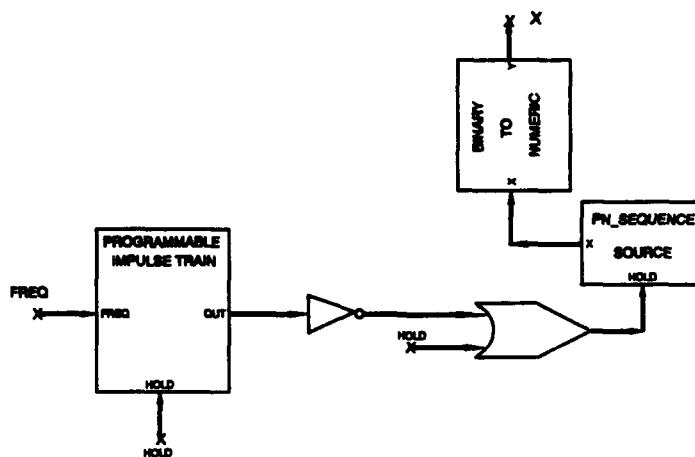 X
Y
BINARY
TO
NUMERIC
X
PN_SEQUENCE
X
SOURCE
HOLD
PROGRAMMABLE
IMPULSE TRAIN
FREQ
FREQ
OUT
HOLD
HOLD
HOLD